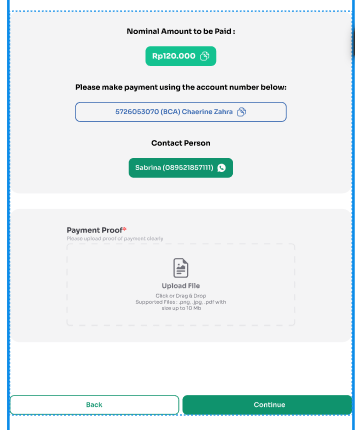 Nominal Amount to be Paid :
Rp120.000
Please make payment using the account number below:
5726053070 (BCA) Chaerine Zahra
Contact Person
Sabrina (089521857111)
Payment Proof*
Please upload proof of payment clearly
Upload File
Click or Drag & Drop
Supported Files: .png, .jpg, .pdf with
size up to 10 Mb
Back
Continue